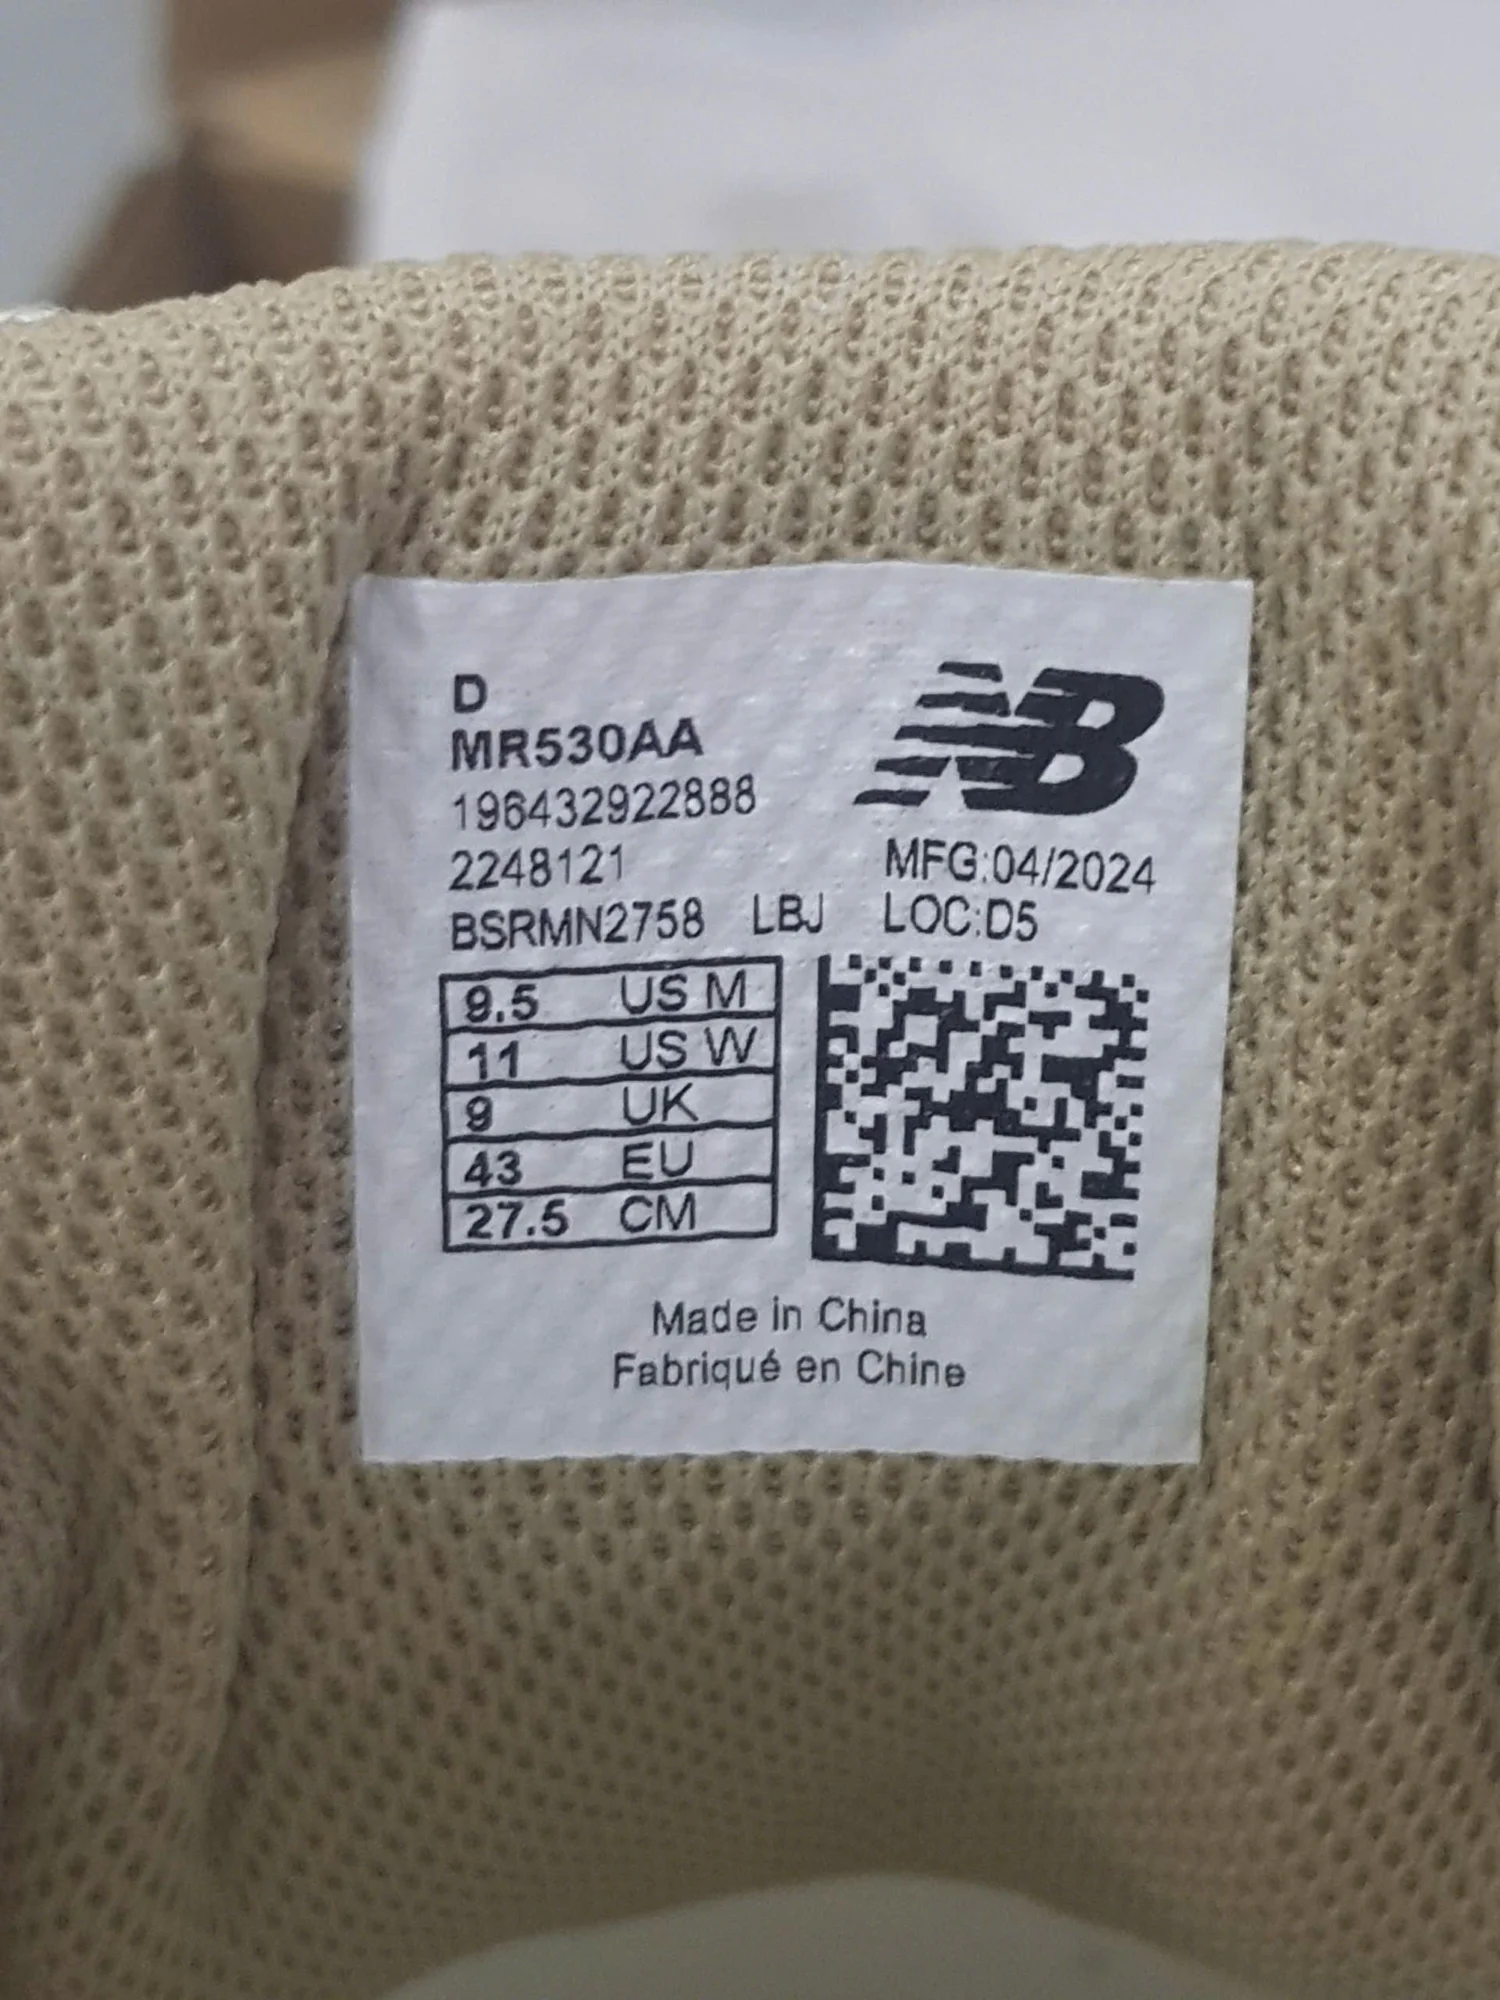 D
MR530AA
196432922888
2248121
MFG:04/2024
BSRMN2758 LBJ LOC:D5
9.5 US M
11 US W
9 UK
43 EU
27.5 CM
NB
Made in China
Fabriqué en Chine